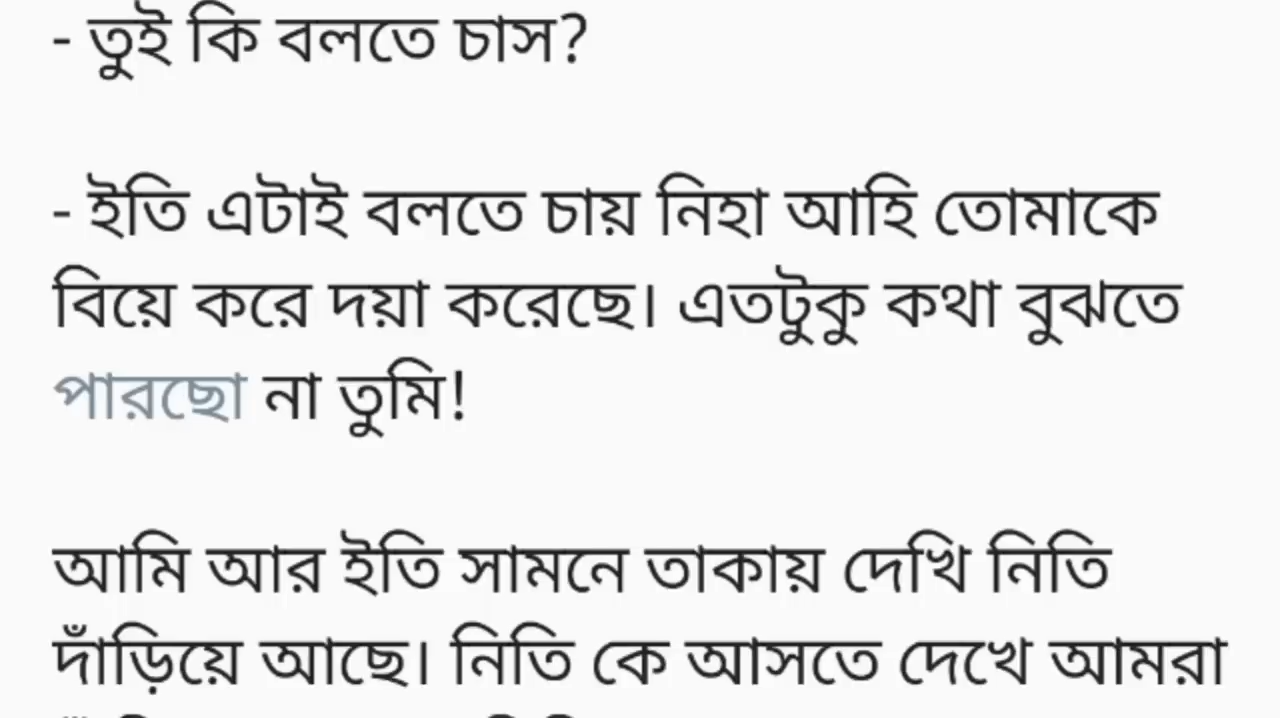 - তুই কি বলতে চাস?
- ইতি এটাই বলতে চায় নিহা আহি তোমাকে
বিয়ে করে দয়া করেছে। এতটুকু কথা বুঝতে
পারছো না তুমি!
আমি আর ইতি সামনে তাকায় দেখি নিতি
দাঁড়িয়ে আছে। নিতি কে আসতে দেখে আমরা